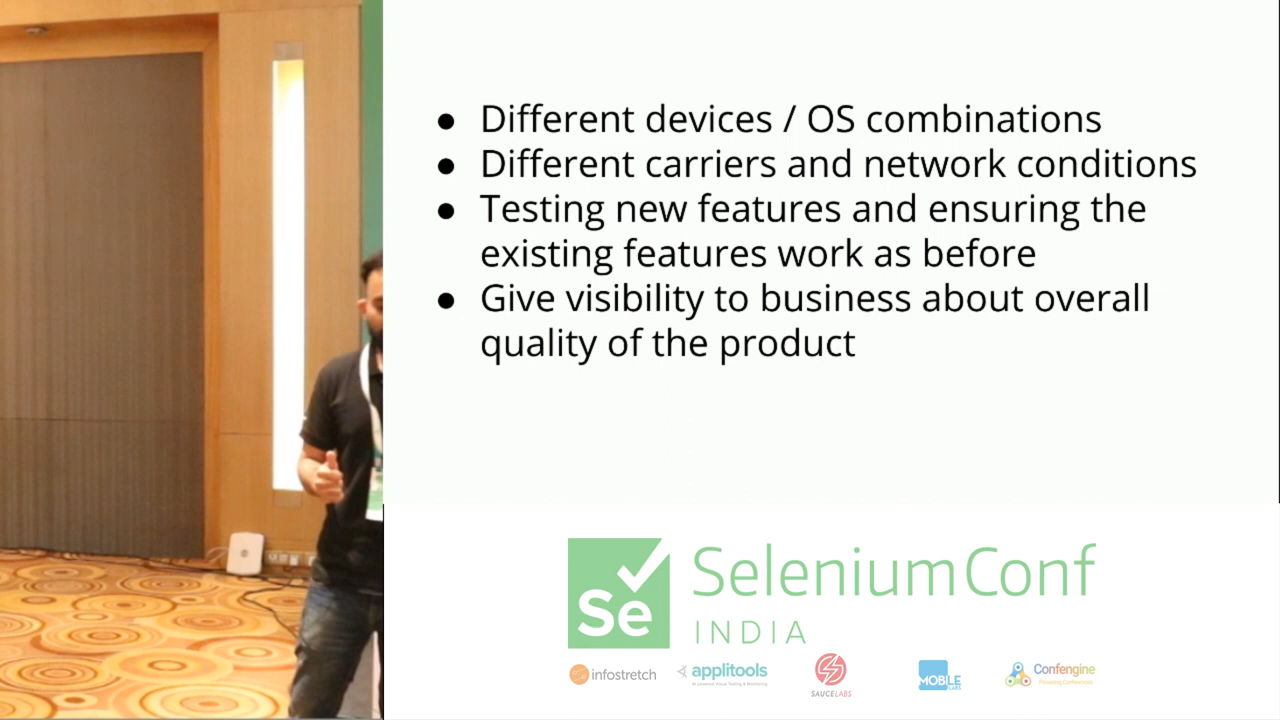 ● Different devices / OS combinations
● Different carriers and network conditions
● Testing new features and ensuring the
existing features work as before
● Give visibility to business about overall
quality of the product
Se
SeleniumConf
INDIA
infostretch
applitools
SAUCELABS
MOBILE
LABS
Confengine